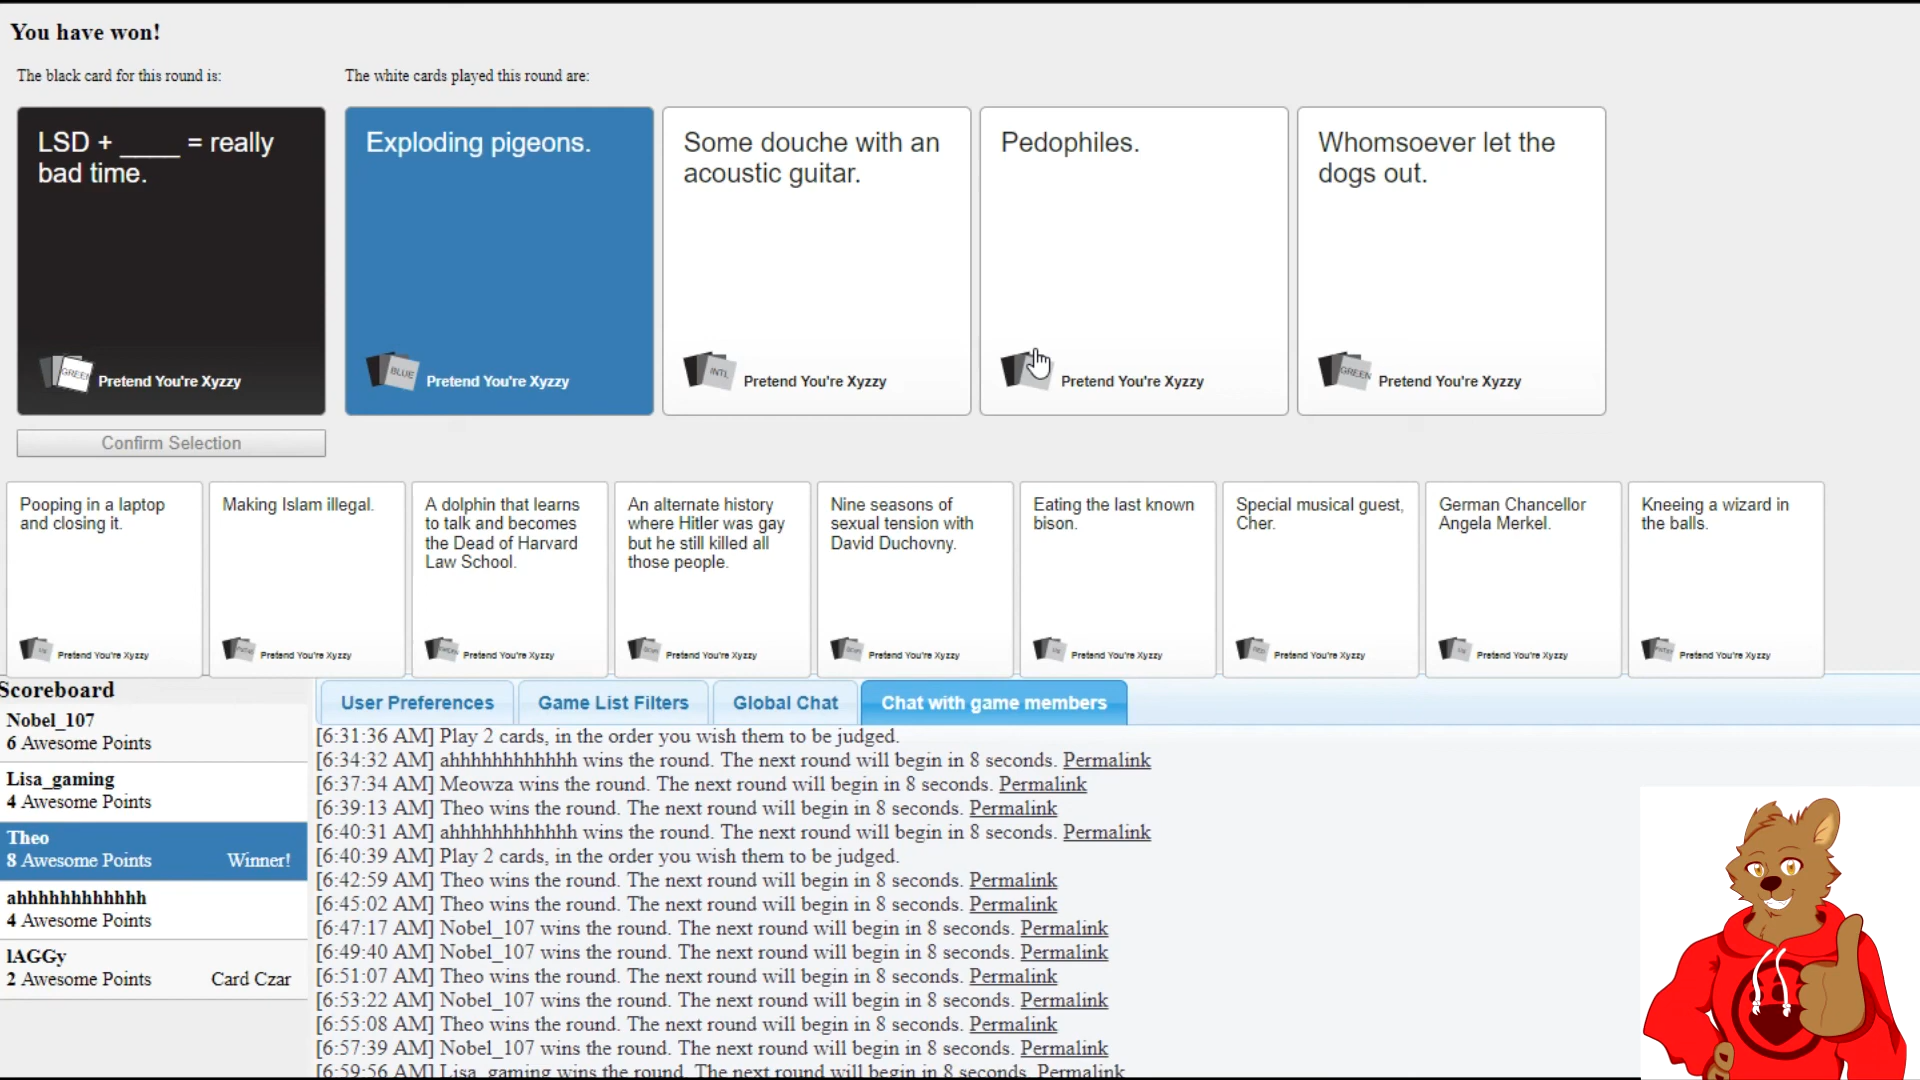 You have won!
The black card for this round is:
The white cards played this round are:
LSD + ____ = really
bad time.
GREEN
Pretend You're Xyzzy
Exploding pigeons.
BLUE
Pretend You're Xyzzy
Some douche with an
acoustic guitar.
INTL
Pretend You're Xyzzy
Pedophiles.
Pretend You're Xyzzy
Whomsoever let the
dogs out.
GREEN
Pretend You're Xyzzy
Confirm Selection
Pooping in a laptop
and closing it.
Pretend You're Xyzzy
Making Islam illegal.
Pretend You're Xyzzy
A dolphin that learns
to talk and becomes
the Dead of Harvard
Law School.
Pretend You're Xyzzy
An alternate history
where Hitler was gay
but he still killed all
those people.
Pretend You're Xyzzy
Nine seasons of
sexual tension with
David Duchovny.
Pretend You're Xyzzy
Eating the last known
bison.
Pretend You're Xyzzy
Special musical guest,
Cher.
Pretend You're Xyzzy
German Chancellor
Angela Merkel.
Pretend You're Xyzzy
Kneeing a wizard in
the balls.
Pretend You're Xyzzy
Scoreboard
Nobel_107
6 Awesome Points
Lisa_gaming
4 Awesome Points
Theo
8 Awesome Points Winner!
ahhhhhhhhhhhh
4 Awesome Points
lAGGy
2 Awesome Points Card Czar
User Preferences
Game List Filters
Global Chat
Chat with game members
[6:31:36 AM] Play 2 cards, in the order you wish them to be judged.
[6:34:32 AM] ahhhhhhhhhhhh wins the round. The next round will begin in 8 seconds. Permalink
[6:37:34 AM] Meowza wins the round. The next round will begin in 8 seconds. Permalink
[6:39:13 AM] Theo wins the round. The next round will begin in 8 seconds. Permalink
[6:40:31 AM] ahhhhhhhhhhhh wins the round. The next round will begin in 8 seconds. Permalink
[6:40:39 AM] Play 2 cards, in the order you wish them to be judged.
[6:42:59 AM] Theo wins the round. The next round will begin in 8 seconds. Permalink
[6:45:02 AM] Theo wins the round. The next round will begin in 8 seconds. Permalink
[6:47:17 AM] Nobel_107 wins the round. The next round will begin in 8 seconds. Permalink
[6:49:40 AM] Nobel_107 wins the round. The next round will begin in 8 seconds. Permalink
[6:51:07 AM] Theo wins the round. The next round will begin in 8 seconds. Permalink
[6:53:22 AM] Nobel_107 wins the round. The next round will begin in 8 seconds. Permalink
[6:55:08 AM] Theo wins the round. The next round will begin in 8 seconds. Permalink
[6:57:39 AM] Nobel_107 wins the round. The next round will begin in 8 seconds. Permalink
[6:59:56 AM] Lisa_gaming wins the round. The next round will begin in 8 seconds. Permalink